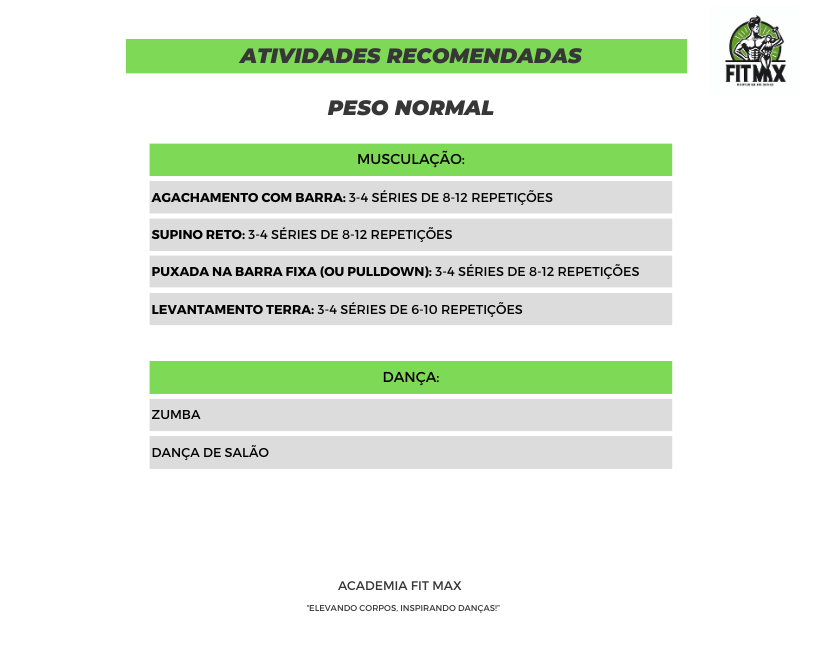 ATIVIDADES RECOMENDADAS
FITMAX
PESO NORMAL
MUSCULAÇÃO:
AGACHAMENTO COM BARRA: 3-4 SÉRIES DE 8-12 REPETIÇÕES
SUPINO RETO: 3-4 SÉRIES DE 8-12 REPETIÇÕES
PUXADA NA BARRA FIXA (OU PULLDOWN): 3-4 SÉRIES DE 8-12 REPETIÇÕES
LEVANTAMENTO TERRA: 3-4 SÉRIES DE 6-10 REPETIÇÕES
DANÇA:
ZUMBA
DANÇA DE SALÃO
ACADEMIA FIT MAX
"ELEVANDO CORPOS, INSPIRANDO DANÇAS!"